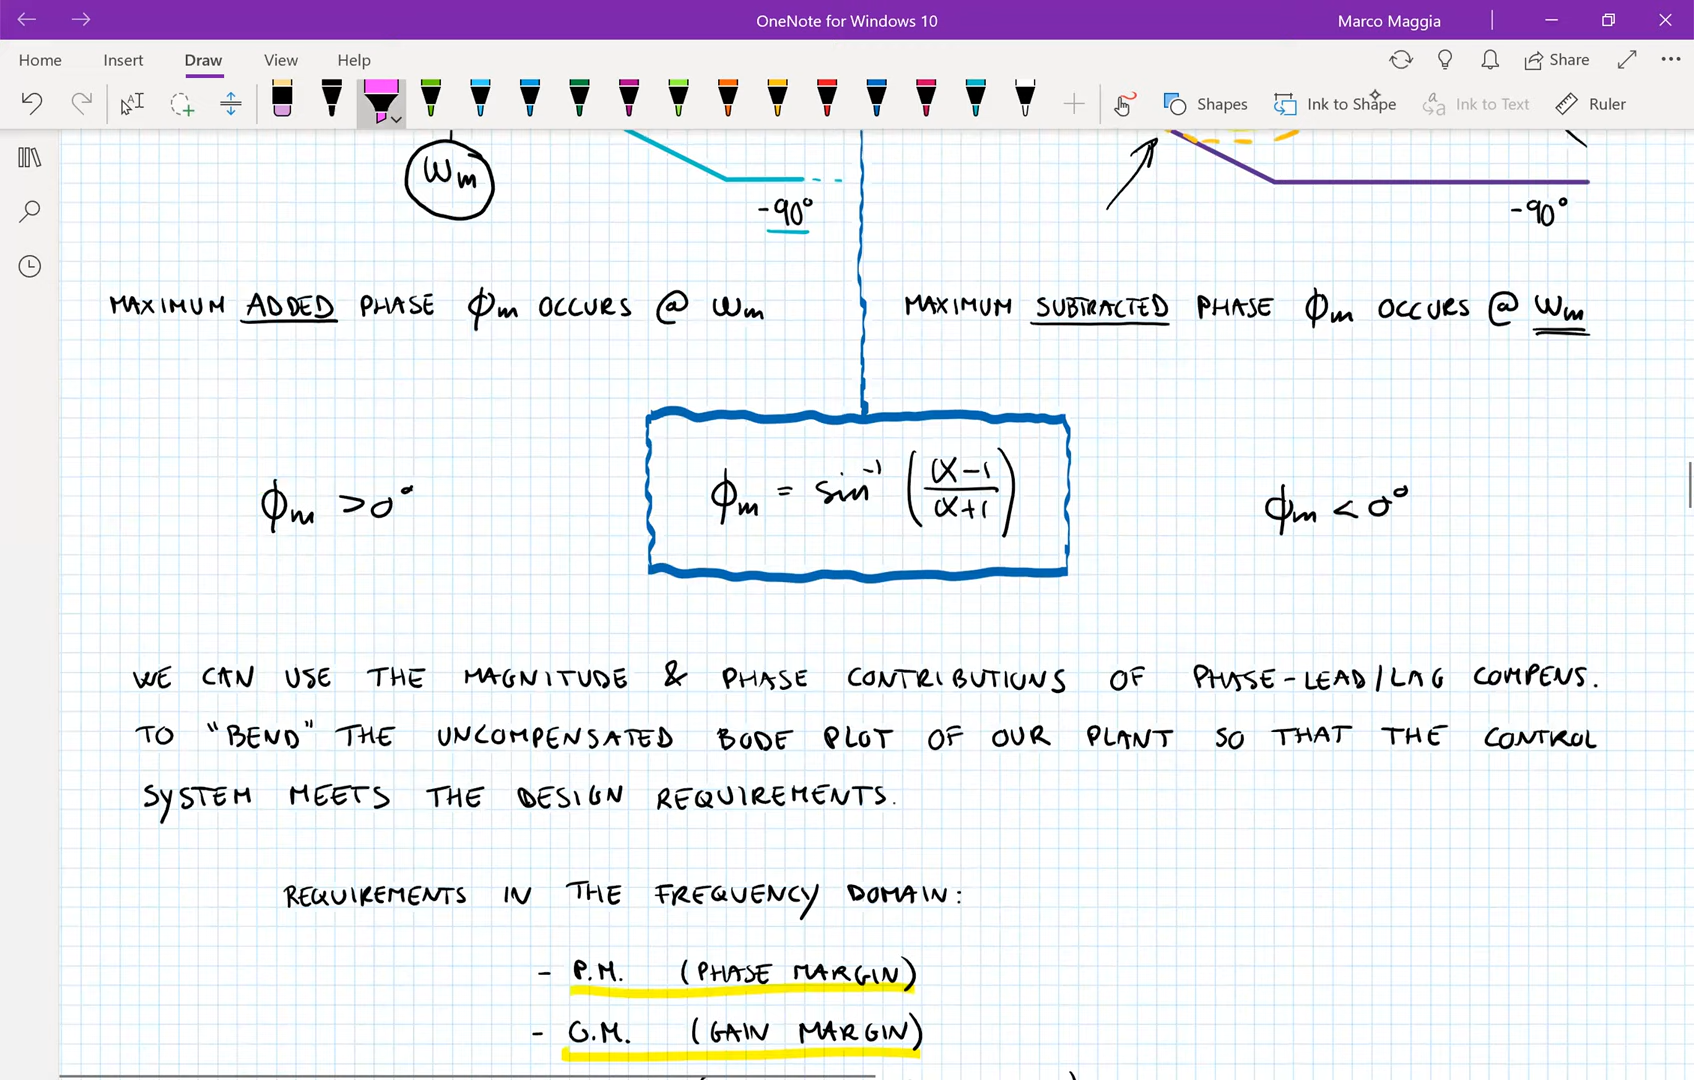 OneNote for Windows 10
Marco Maggia
Home Insert Draw View Help
Share
Shapes Ink to Shape Ink to Text Ruler
ωm
-90°
-90°
MAXIMUM ADDED PHASE ϕm OCCURS @ ωm
MAXIMUM SUBTRACTED PHASE ϕm OCCURS @ ωm
ϕm > 0°
ϕm = sin⁻¹ (α-1 / α+1)
ϕm < 0°
WE CAN USE THE MAGNITUDE & PHASE CONTRIBUTIONS OF PHASE-LEAD/LAG COMPENS.
TO "BEND" THE UNCOMPENSATED BODE PLOT OF OUR PLANT SO THAT THE CONTROL
SYSTEM MEETS THE DESIGN REQUIREMENTS.
REQUIREMENTS IN THE FREQUENCY DOMAIN:
- P.M. (PHASE MARGIN)
- G.M. (GAIN MARGIN)